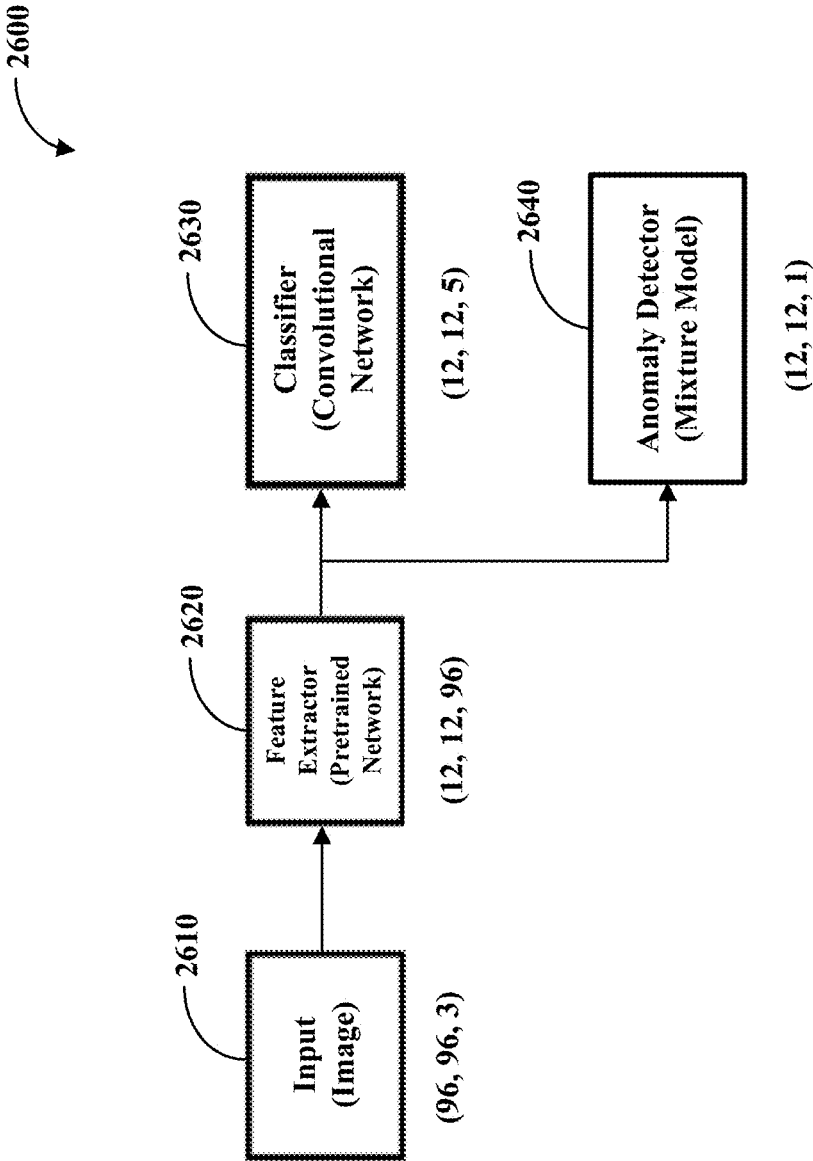 2600
2610
Input
(Image)
(96, 96, 3)
2620
Feature
Extractor
(Pretrained
Network)
(12, 12, 96)
2630
Classifier
(Convolutional
Network)
(12, 12, 5)
2640
Anomaly Detector
(Mixture Model)
(12, 12, 1)